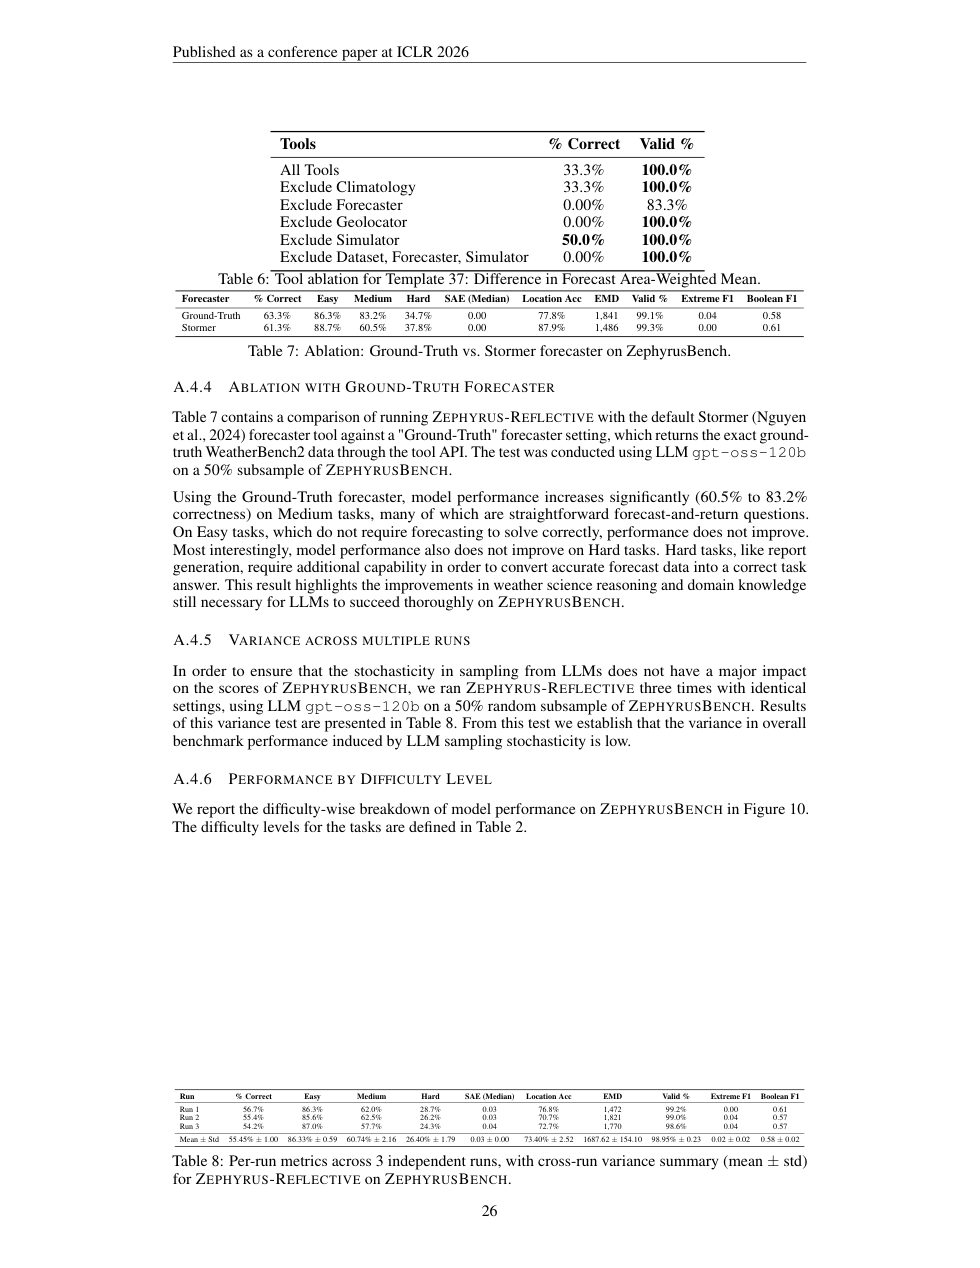 Published as a conference paper at ICLR 2026
Tools % Correct Valid %
All Tools 33.3% 100.0%
Exclude Climatology 33.3% 100.0%
Exclude Forecaster 0.00% 83.3%
Exclude Geolocator 0.00% 100.0%
Exclude Simulator 50.0% 100.0%
Exclude Dataset, Forecaster, Simulator 0.00% 100.0%
Table 6: Tool ablation for Template 37: Difference in Forecast Area-Weighted Mean.
Forecaster % Correct Easy Medium Hard SAE (Median) Location Acc EMD Valid % Extreme F1 Boolean F1
Ground-Truth 63.3% 86.3% 83.2% 34.7% 0.00 77.8% 1,841 99.1% 0.04 0.58
Stormer 61.3% 88.7% 60.5% 37.8% 0.00 87.9% 1,486 99.3% 0.00 0.61
Table 7: Ablation: Ground-Truth vs. Stormer forecaster on ZephyrusBench.
A.4.4 ABLATION WITH GROUND-TRUTH FORECASTER
Table 7 contains a comparison of running ZEPHYRUS-REFLECTIVE with the default Stormer (Nguyen
et al., 2024) forecaster tool against a "Ground-Truth" forecaster setting, which returns the exact ground-
truth WeatherBench2 data through the tool API. The test was conducted using LLM gpt-oss-120b
on a 50% subsample of ZEPHYRUSBENCH.
Using the Ground-Truth forecaster, model performance increases significantly (60.5% to 83.2%
correctness) on Medium tasks, many of which are straightforward forecast-and-return questions.
On Easy tasks, which do not require forecasting to solve correctly, performance does not improve.
Most interestingly, model performance also does not improve on Hard tasks. Hard tasks, like report
generation, require additional capability in order to convert accurate forecast data into a correct task
answer. This result highlights the improvements in weather science reasoning and domain knowledge
still necessary for LLMs to succeed thoroughly on ZEPHYRUSBENCH.
A.4.5 VARIANCE ACROSS MULTIPLE RUNS
In order to ensure that the stochasticity in sampling from LLMs does not have a major impact
on the scores of ZEPHYRUSBENCH, we ran ZEPHYRUS-REFLECTIVE three times with identical
settings, using LLM gpt-oss-120b on a 50% random subsample of ZEPHYRUSBENCH. Results
of this variance test are presented in Table 8. From this test we establish that the variance in overall
benchmark performance induced by LLM sampling stochasticity is low.
A.4.6 PERFORMANCE BY DIFFICULTY LEVEL
We report the difficulty-wise breakdown of model performance on ZEPHYRUSBENCH in Figure 10.
The difficulty levels for the tasks are defined in Table 2.
Run % Correct Easy Medium Hard SAE (Median) Location Acc EMD Valid % Extreme F1 Boolean F1
Run 1 56.7% 86.3% 62.0% 28.7% 0.03 76.8% 1,472 99.2% 0.00 0.61
Run 2 55.4% 85.6% 62.5% 26.2% 0.03 70.7% 1,821 99.0% 0.04 0.57
Run 3 54.2% 87.0% 57.7% 24.3% 0.04 72.7% 1,770 98.6% 0.04 0.57
Mean ± Std 55.45% ± 1.00 86.33% ± 0.59 60.74% ± 2.16 26.40% ± 1.79 0.03 ± 0.00 73.40% ± 2.52 1687.62 ± 154.10 98.95% ± 0.23 0.02 ± 0.02 0.58 ± 0.02
Table 8: Per-run metrics across 3 independent runs, with cross-run variance summary (mean ± std)
for ZEPHYRUS-REFLECTIVE on ZEPHYRUSBENCH.
26